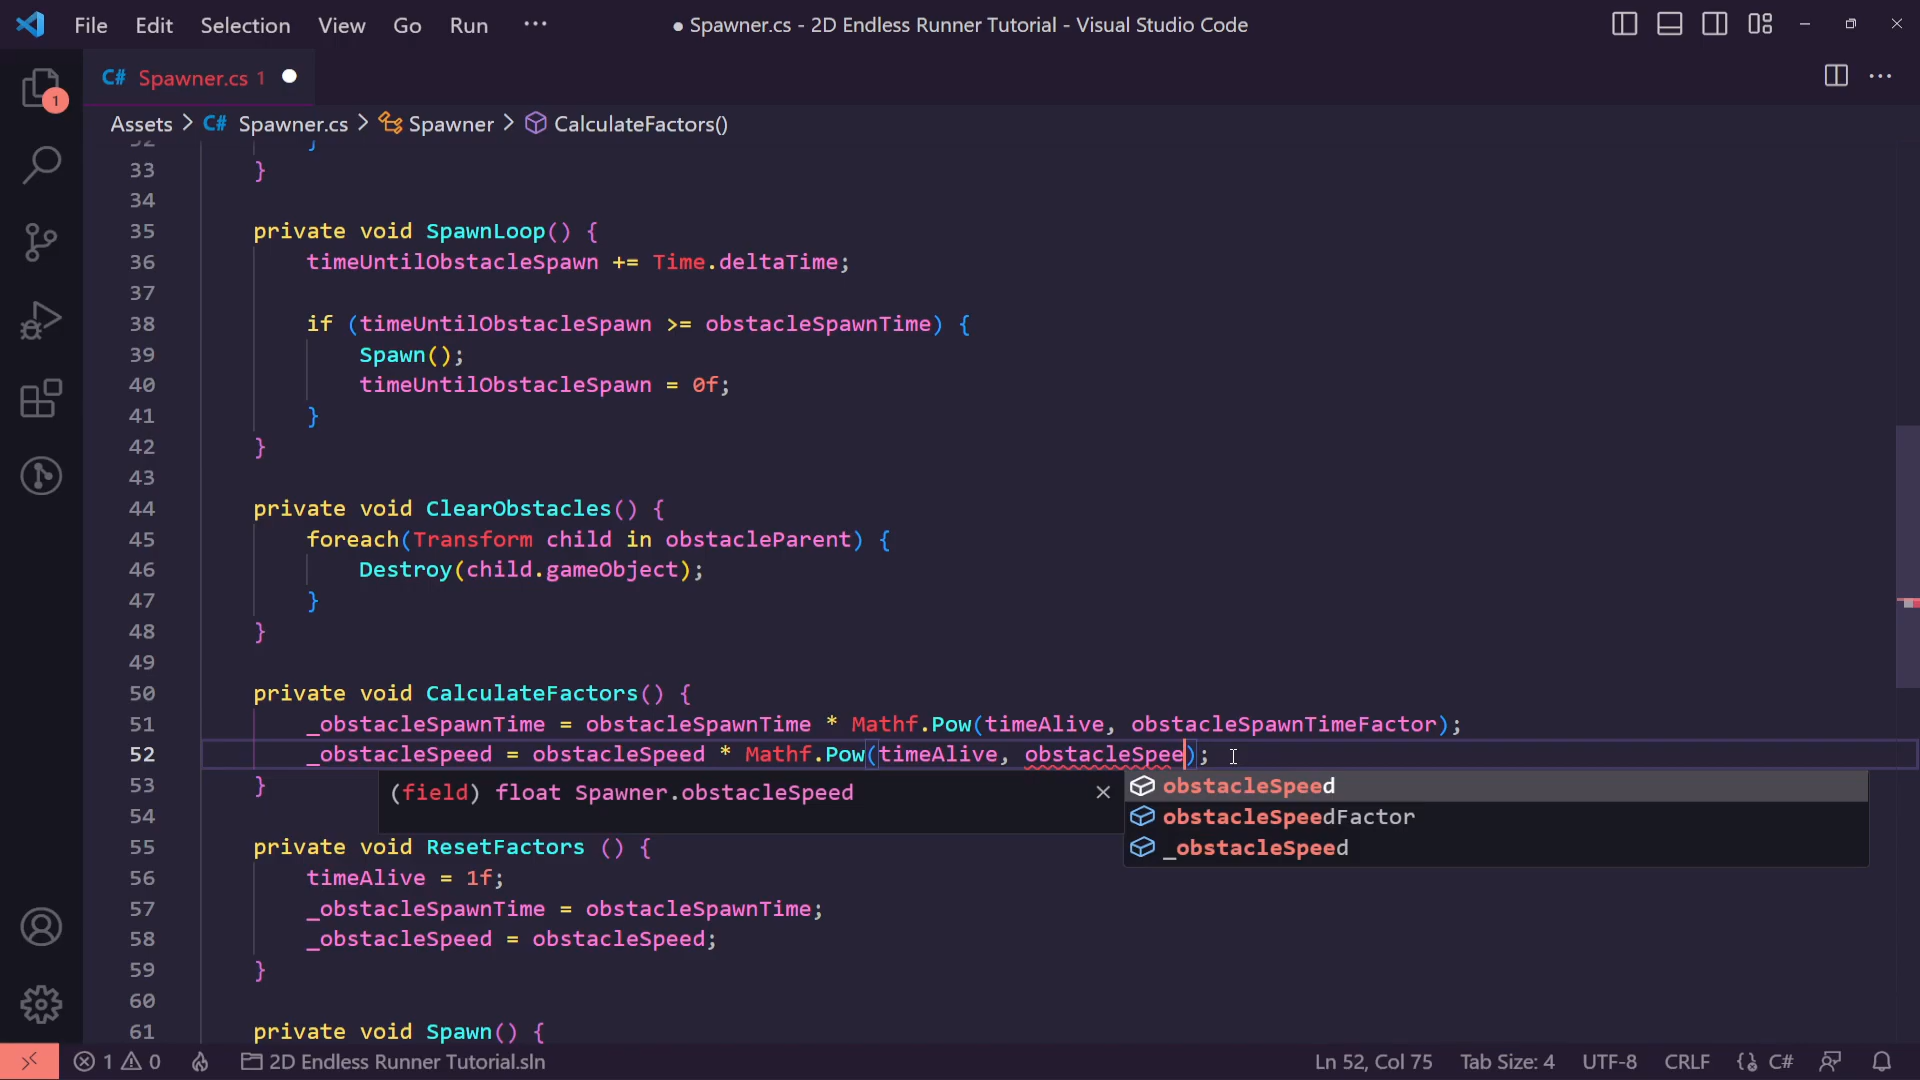 File Edit Selection View Go Run ··· ● Spawner.cs - 2D Endless Runner Tutorial - Visual Studio Code
C# Spawner.cs 1
1
Assets > C# Spawner.cs > Spawner > CalculateFactors()
32 }
33 }
34
35 private void SpawnLoop() {
36 timeUntilObstacleSpawn += Time.deltaTime;
37
38 if (timeUntilObstacleSpawn >= obstacleSpawnTime) {
39 Spawn();
40 timeUntilObstacleSpawn = 0f;
41 }
42 }
43
44 private void ClearObstacles() {
45 foreach(Transform child in obstacleParent) {
46 Destroy(child.gameObject);
47 }
48 }
49
50 private void CalculateFactors() {
51 _obstacleSpawnTime = obstacleSpawnTime * Mathf.Pow(timeAlive, obstacleSpawnTimeFactor);
52 _obstacleSpeed = obstacleSpeed * Mathf.Pow(timeAlive, obstacleSpee);
53 }
(field) float Spawner.obstacleSpeed
obstacleSpeed
obstacleSpeedFactor
_obstacleSpeed
54
55 private void ResetFactors () {
56 timeAlive = 1f;
57 _obstacleSpawnTime = obstacleSpawnTime;
58 _obstacleSpeed = obstacleSpeed;
59 }
60
61 private void Spawn() {
1 0 2D Endless Runner Tutorial.sln Ln 52, Col 75 Tab Size: 4 UTF-8 CRLF C#